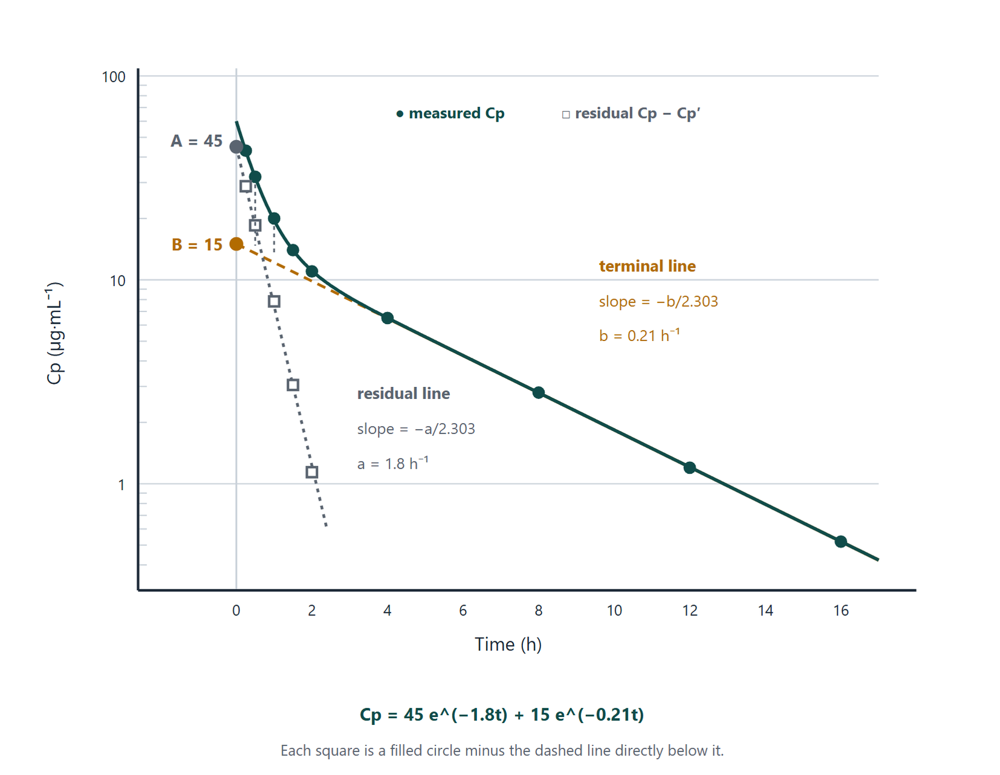 100
● measured Cp
□ residual Cp − Cp′
A = 45
B = 15
10
terminal line
slope = −b/2.303
b = 0.21 h⁻¹
Cp (µg·mL⁻¹)
residual line
slope = −a/2.303
a = 1.8 h⁻¹
1
0 2 4 6 8 10 12 14 16
Time (h)
Cp = 45 e^(−1.8t) + 15 e^(−0.21t)
Each square is a filled circle minus the dashed line directly below it.